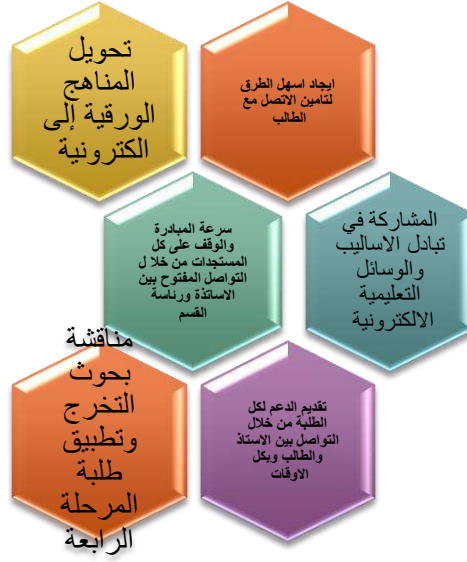 تحويل
المناهج
الورقية إلى
الكترونية
ايجاد اسهل الطرق
لتامين الاتصل مع
الطالب
سرعة المبادرة
والوقف على كل
المستجدات من خلا ل
التواصل المفتوح بين
الاساتذة ورئاسة
القسم
المشاركة في
تبادل الاساليب
والوسائل
التعليمية
الالكترونية
مناقشة
بحوث
التخرج
وتطبيق
طلبة
المرحلة
الرابعة
تقديم الدعم لكل
الطلبة من خلال
التواصل بين الاستاذ
والطالب وبكل
الاوقات